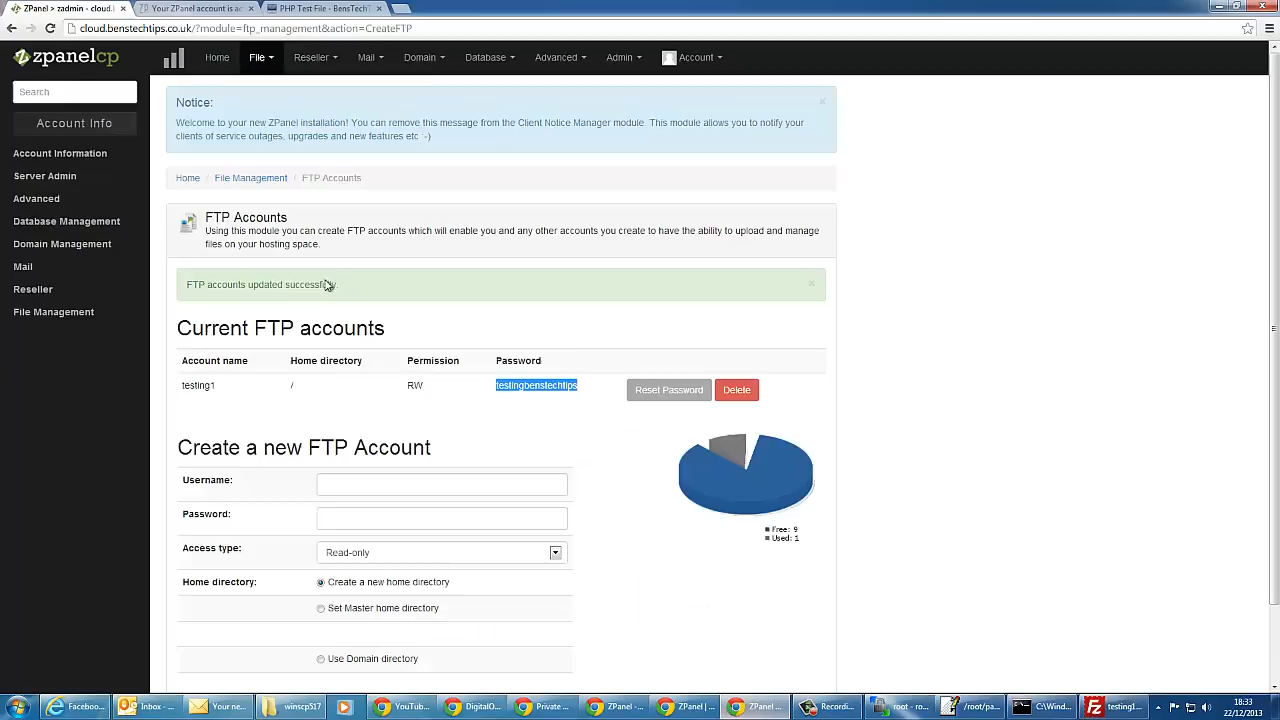 ZPanel > zadmin - cloud.
Your ZPanel account is ac
PHP Test File - BensTechT
cloud.benstechtips.co.uk/?module=ftp_management&action=CreateFTP
zpanelcp
Home
File
Reseller
Mail
Domain
Database
Advanced
Admin
Account
Search
Account Info
Account Information
Server Admin
Advanced
Database Management
Domain Management
Mail
Reseller
File Management
Notice:
Welcome to your new ZPanel installation! You can remove this message from the Client Notice Manager module. This module allows you to notify your
clients of service outages, upgrades and new features etc :-)
Home / File Management / FTP Accounts
FTP Accounts
Using this module you can create FTP accounts which will enable you and any other accounts you create to have the ability to upload and manage
files on your hosting space.
FTP accounts updated successfully.
Current FTP accounts
Account name Home directory Permission Password
testing1 / RW testingbenstechtips Reset Password Delete
Create a new FTP Account
Username:
Password:
Access type: Read-only
Home directory: Create a new home directory
Set Master home directory
Use Domain directory
Free: 9
Used: 1
Faceboo...
Inbox - ...
Your ne...
winscp517
YouTub...
DigitalO...
Private ...
ZPanel -...
ZPanel | ...
ZPanel ...
Recordi...
root - ro...
/root/pa...
C:\Wind...
testing1...
18:33
22/12/2013